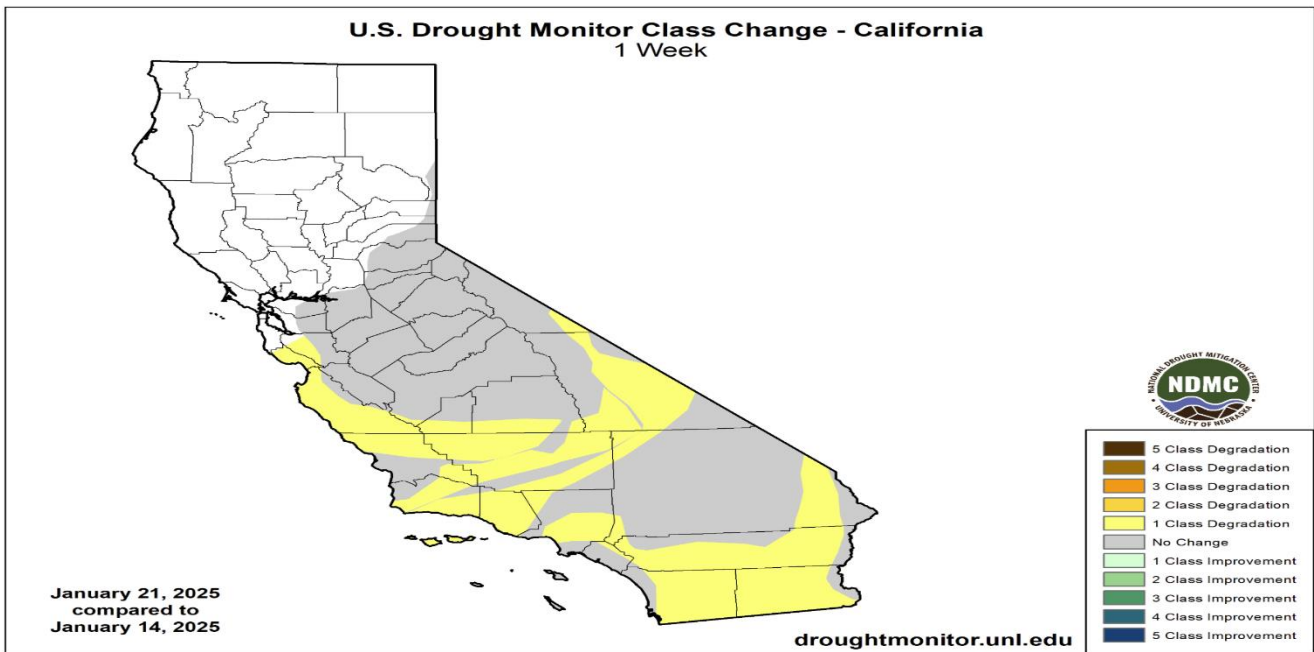 U.S. Drought Monitor Class Change - California
1 Week
NATIONAL DROUGHT MITIGATION CENTER
NDMC
UNIVERSITY OF NEBRASKA
5 Class Degradation
4 Class Degradation
3 Class Degradation
2 Class Degradation
1 Class Degradation
No Change
1 Class Improvement
2 Class Improvement
3 Class Improvement
4 Class Improvement
5 Class Improvement
January 21, 2025
compared to
January 14, 2025
droughtmonitor.unl.edu